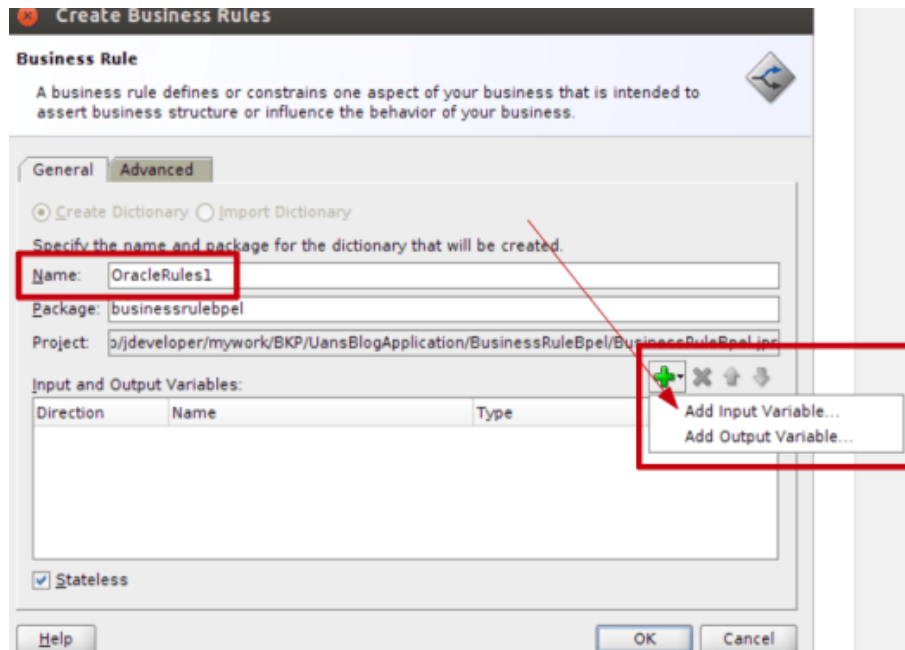 Create Business Rules
Business Rule
A business rule defines or constrains one aspect of your business that is intended to
assert business structure or influence the behavior of your business.
General Advanced
Create Dictionary Import Dictionary
Specify the name and package for the dictionary that will be created.
Name: OracleRules1
Package: businessrulebpel
Project: o/jdeveloper/mywork/BKP/UansBlogApplication/BusinessRuleBpel/BusinessRuleBpel.jpr
Input and Output Variables:
Direction Name Type
Add Input Variable...
Add Output Variable...
Stateless
Help OK Cancel